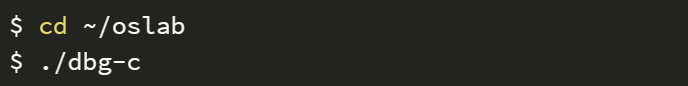 $ cd ~/oslab
$ ./dbg-c